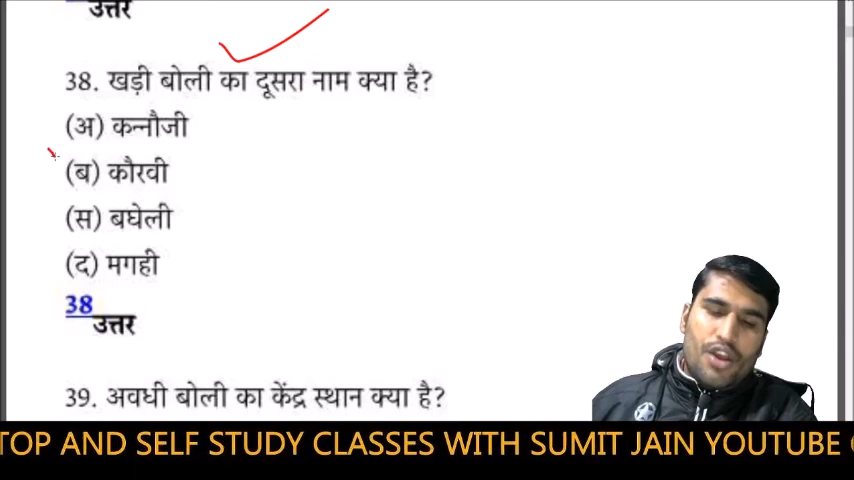 उत्तर
38. खड़ी बोली का दूसरा नाम क्या है?
(अ) कन्नौजी
(ब) कौरवी
(स) बघेली
(द) मगही
38
उत्तर
39. अवधी बोली का केंद्र स्थान क्या है?
TOP AND SELF STUDY CLASSES WITH SUMIT JAIN YOUTUBE